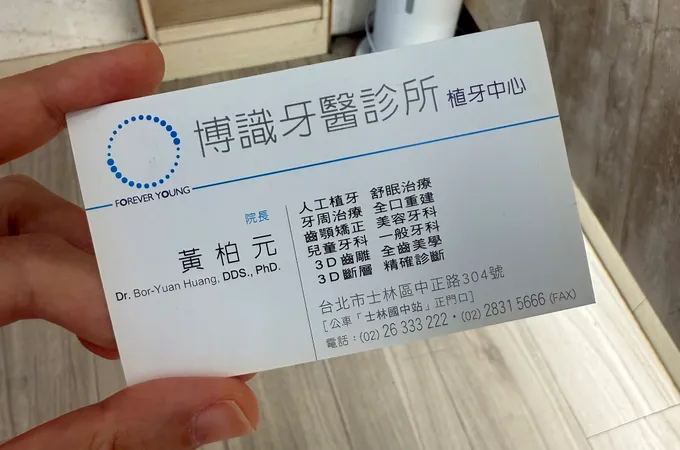 博識牙醫診所 植牙中心
FOREVER YOUNG
院長
黃柏元
Dr. Bor-Yuan Huang, DDS., PhD.
人工植牙 舒眠治療
牙周治療 全口重建
齒顎矯正 美容牙科
兒童牙科 一般牙科
3D齒雕 全齒美學
3D斷層 精確診斷
台北市士林區中正路304號
[公車「士林國中站」正門口]
電話：(02) 26 333 222・(02) 2831 5666 (FAX)